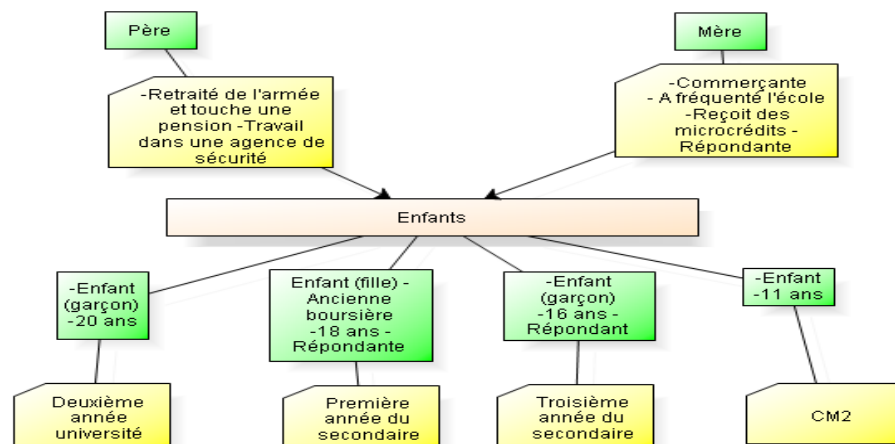 Père
Mère
-Retraité de l'armée
et touche une
pension -Travail
dans une agence de
sécurité
-Commerçante
- A fréquenté l'école
-Reçoit des
microcrédits -
Répondante
Enfants
-Enfant
(garçon)
-20 ans
Enfant (fille) -
Ancienne
boursière
-18 ans -
Répondante
-Enfant
(garçon)
-16 ans -
Répondant
-Enfant
-11 ans
Deuxième
année
université
Première
année du
secondaire
Troisième
année du
secondaire
CM2